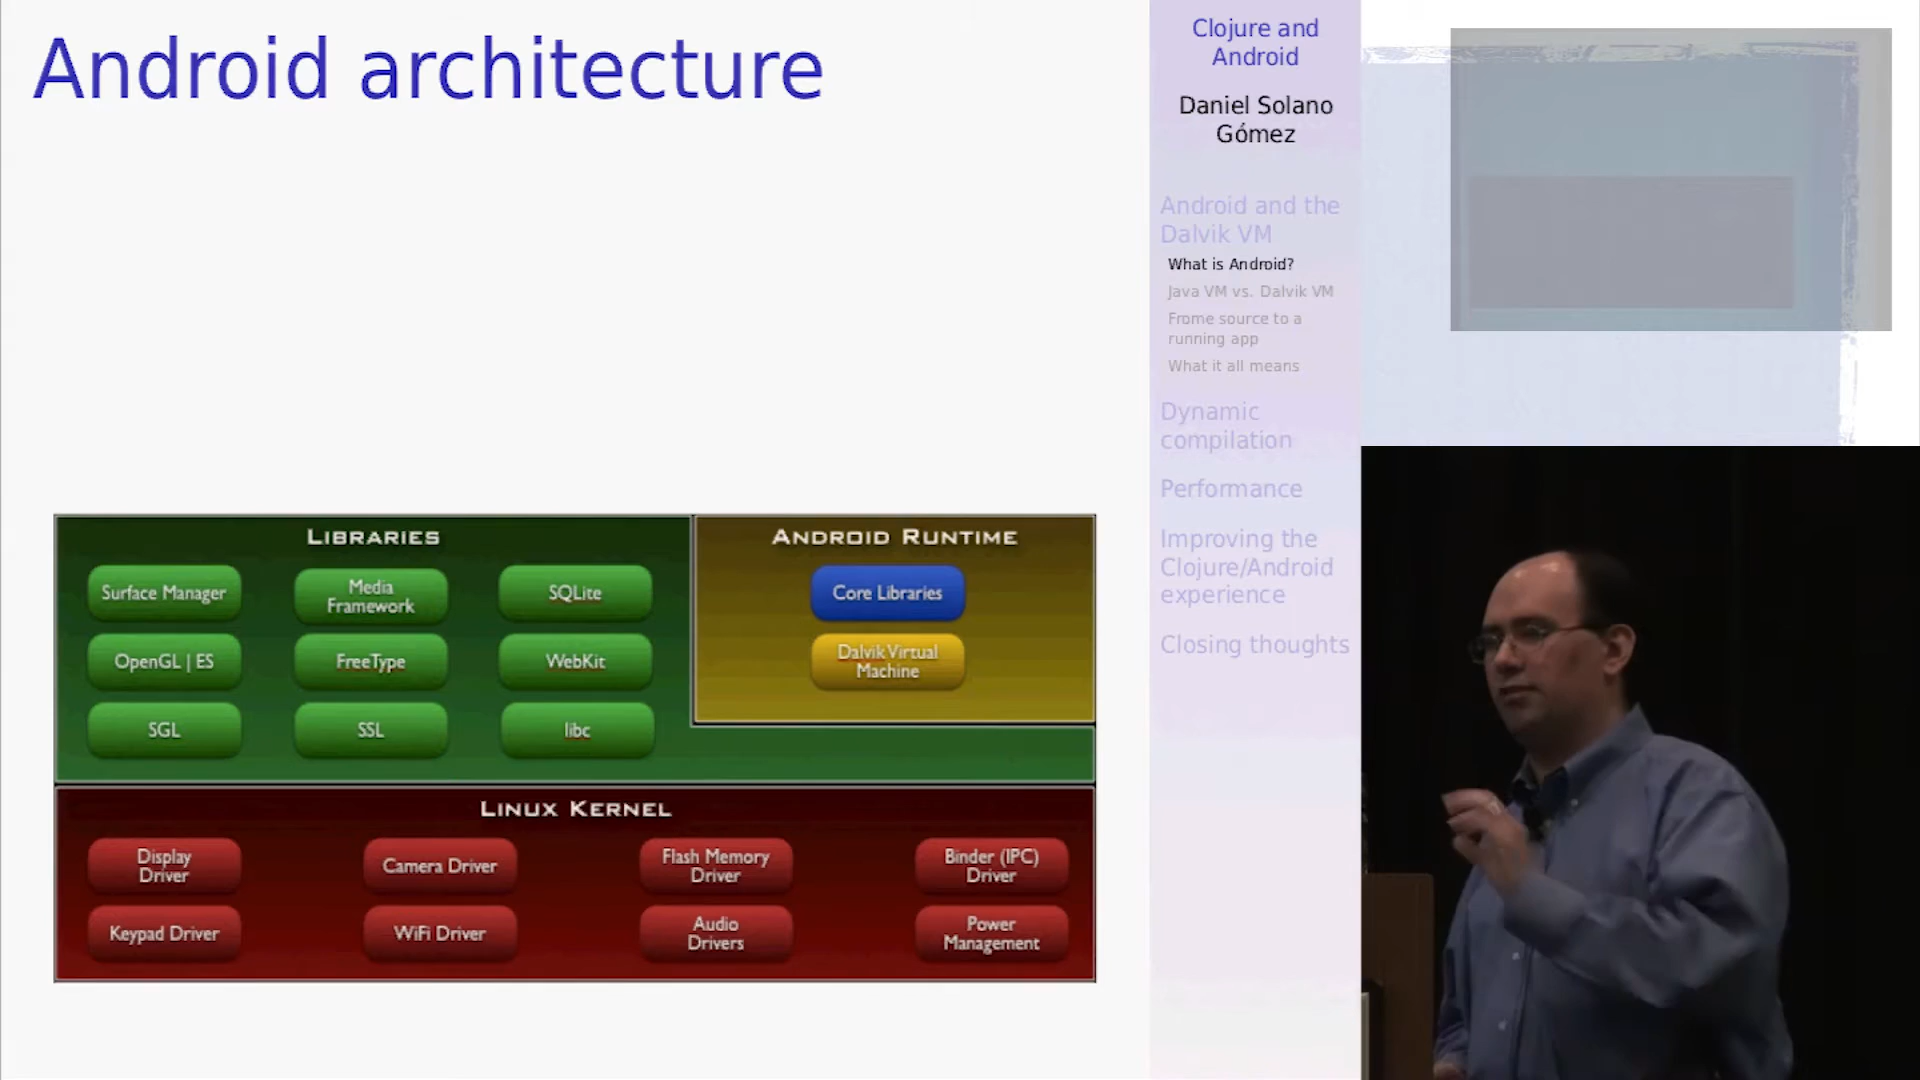 Android architecture
LIBRARIES
Surface Manager
Media
Framework
SQLite
OpenGL | ES
FreeType
WebKit
SGL
SSL
libc
ANDROID RUNTIME
Core Libraries
Dalvik Virtual
Machine
LINUX KERNEL
Display
Driver
Camera Driver
Flash Memory
Driver
Binder (IPC)
Driver
Keypad Driver
WiFi Driver
Audio
Drivers
Power
Management
Clojure and
Android
Daniel Solano
Gómez
Android and the
Dalvik VM
What is Android?
Java VM vs. Dalvik VM
Frome source to a
running app
What it all means
Dynamic
compilation
Performance
Improving the
Clojure/Android
experience
Closing thoughts